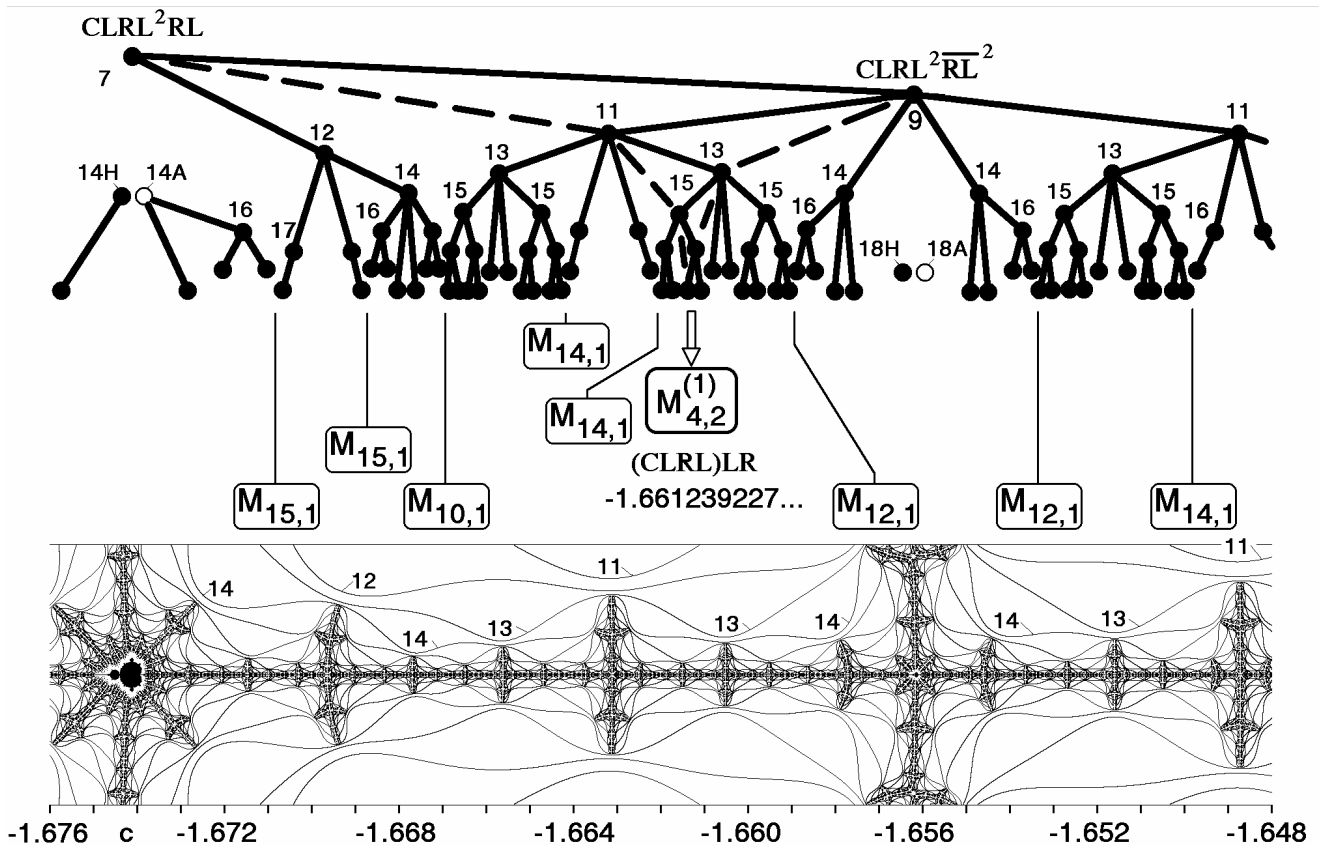 CLRL²RL
7
CLRL²R̅L̅²
9
11
11
12
13
13
13
14H
14A
14
14
14
15
15
15
15
15
15
16
17
16
16
18H
18A
16
16
M14,1
M14,1
M(1)4,2
(CLRL)LR
-1.661239227...
M15,1
M15,1
M10,1
M12,1
M12,1
M14,1
14
12
14
13
11
13
14
14
13
11
-1.676
c
-1.672
-1.668
-1.664
-1.660
-1.656
-1.652
-1.648